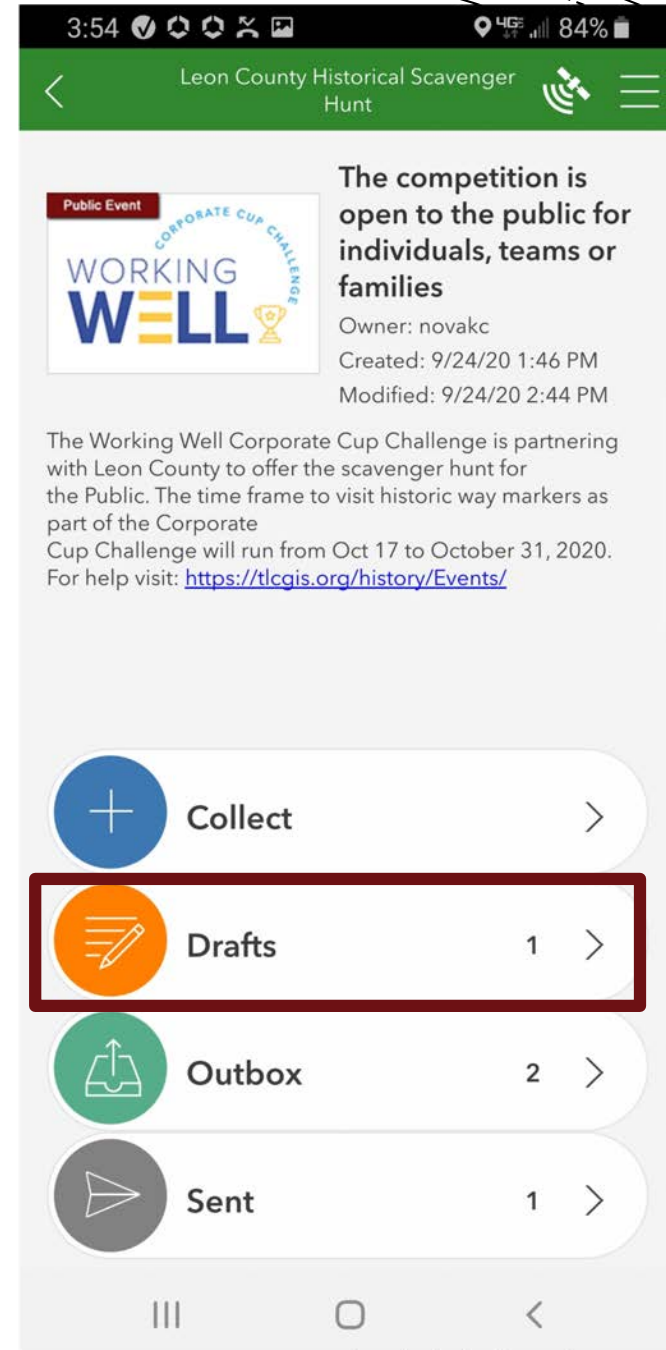 3:54 4GE 84%
Leon County Historical Scavenger
Hunt
Public Event
CORPORATE CUP CHALLENGE
WORKING
WELL
The competition is
open to the public for
individuals, teams or
families
Owner: novakc
Created: 9/24/20 1:46 PM
Modified: 9/24/20 2:44 PM
The Working Well Corporate Cup Challenge is partnering
with Leon County to offer the scavenger hunt for
the Public. The time frame to visit historic way markers as
part of the Corporate
Cup Challenge will run from Oct 17 to October 31, 2020.
For help visit: https://tlcgis.org/history/Events/
Collect
Drafts 1
Outbox 2
Sent 1